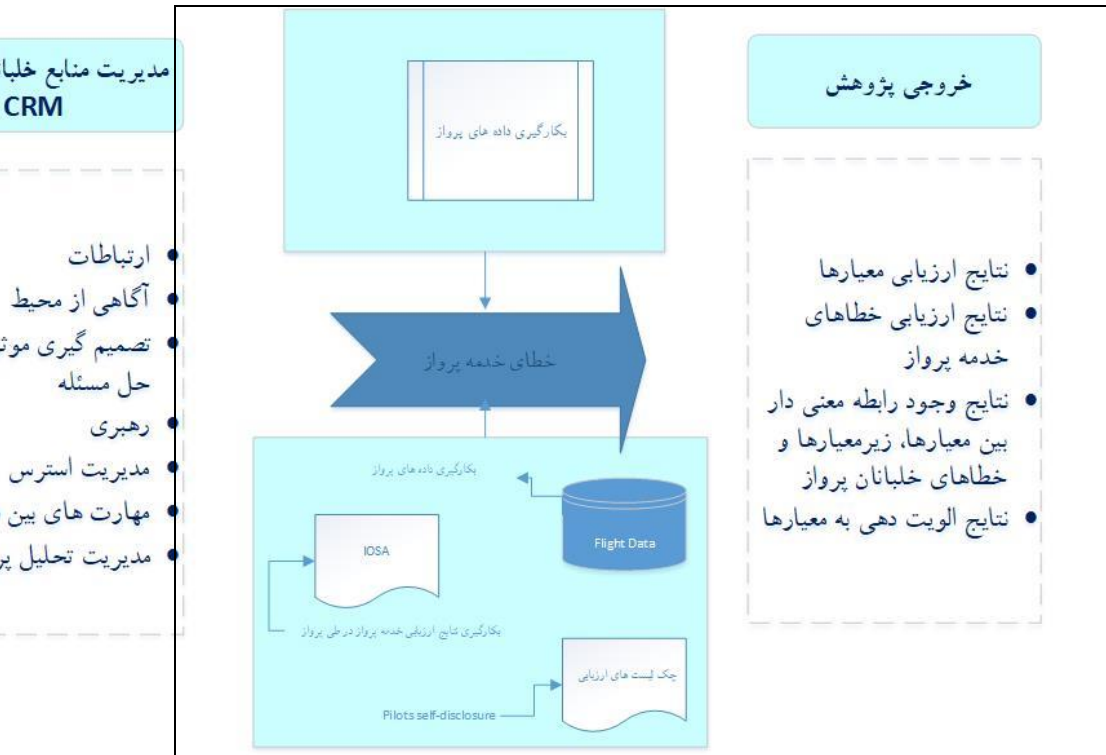 خروجی پژوهش
نتایج ارزیابی معیارها
نتایج ارزیابی خطاهای
خدمه پرواز
نتایج وجود رابطه معنی دار
بین معیارها، زیرمعیارها و
خطاهای خلبانان پرواز
نتایج الویت دهی به معیارها
بکارگیری داده های پرواز
خطای خدمه پرواز
بکارگیری داده های پرواز
Flight Data
IOSA
بکارگیری نتایج ارزیابی خدمه پرواز در طی پرواز
چک لیست های ارزیابی
Pilots self-disclosure
مدیریت منابع
CRM
ارتباطات
آگاهی از محیط
تصمیم گیری
حل مسئله
رهبری
مدیریت استرس
مهارت های بین
مدیریت تحلیل